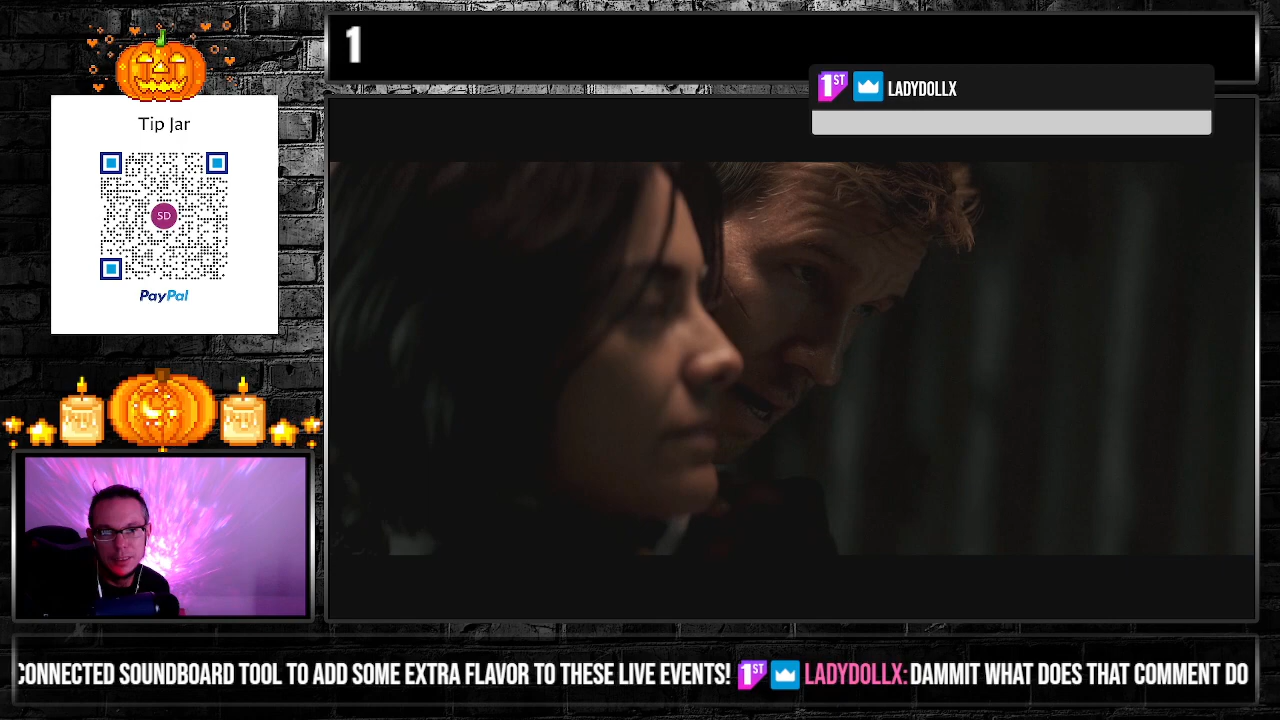 1
1ST LADYDOLLX
Tip Jar
SD
PayPal
CONNECTED SOUNDBOARD TOOL TO ADD SOME EXTRA FLAVOR TO THESE LIVE EVENTS! 1ST LADYDOLLX: DAMMIT WHAT DOES THAT COMMENT DO